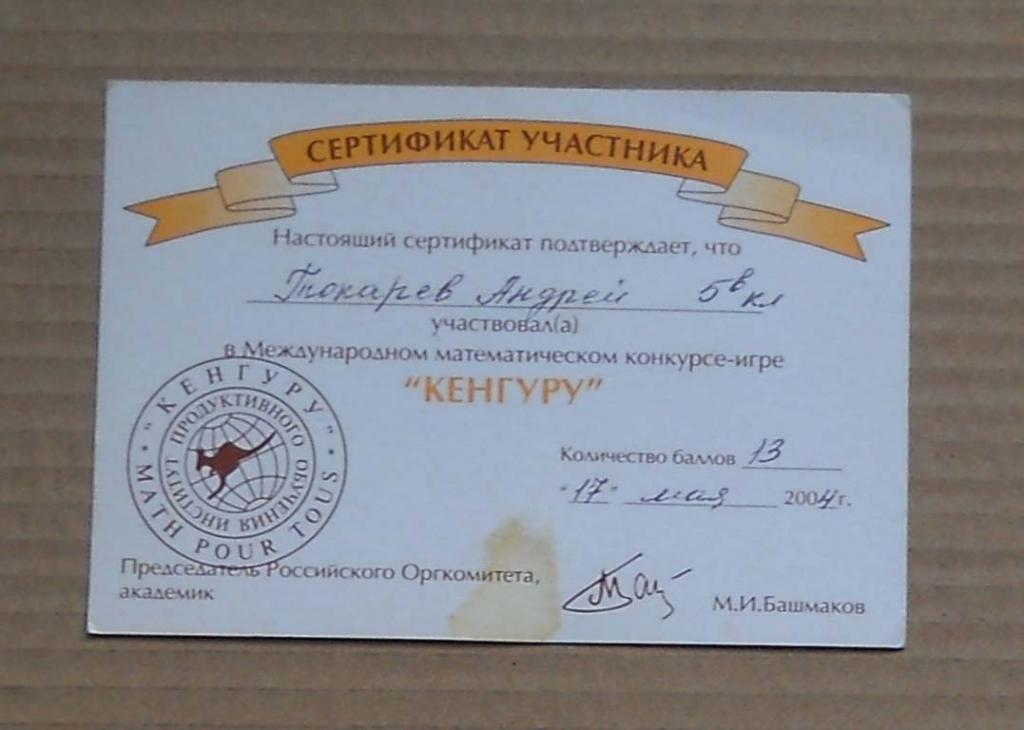 СЕРТИФИКАТ УЧАСТНИКА
Настоящий сертификат подтверждает, что
Токарев Андрей 5в кл
участвовал(а)
в Международном математическом конкурсе-игре
“КЕНГУРУ”
Количество баллов 13
"17" мая 2004г.
"КЕНГУРУ" • MATH POUR TOUS •
ИНСТИТУТ ПРОДУКТИВНОГО ОБУЧЕНИЯ
Председатель Российского Оргкомитета,
академик
М.И.Башмаков